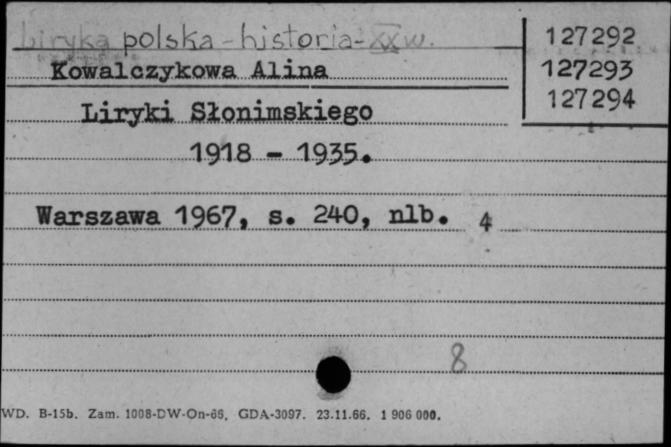 Liryka polska - historia - XX w.
127292
Kowalczykowa Alina
127293
Liryki Słonimskiego
127294
1918 - 1935.
Warszawa 1967, s. 240, nlb. 4
8
WD. B-15b. Zam. 1008-DW-On-66. GDA-3097. 23.11.66. 1 906 000.